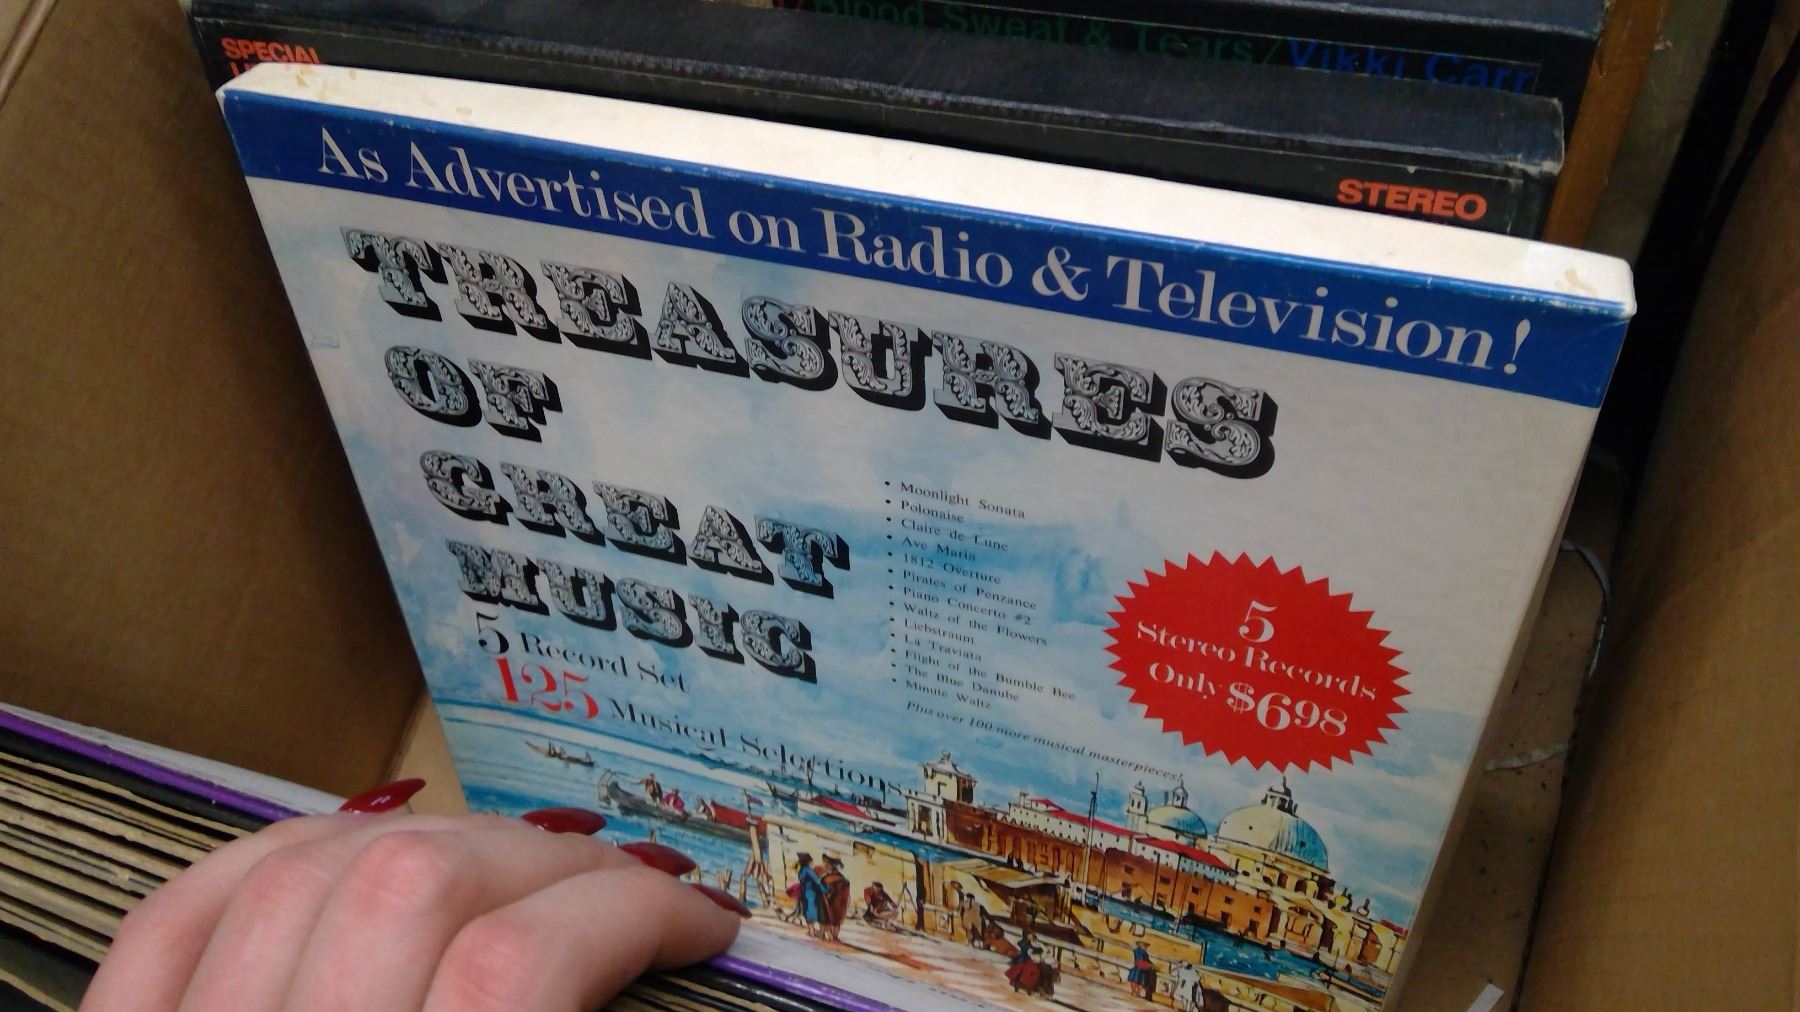 Blood Sweat & Tears/Vikki Carr
SPECIAL
STEREO
As Advertised on Radio & Television!
TREASURES
OF
GREAT
MUSIC
5 Record Set
125 Musical Selections
• Moonlight Sonata
• Polonaise
• Claire de Lune
• Ave Maria
• 1812 Overture
• Pirates of Penzance
• Piano Concerto #2
• Waltz of the Flowers
• Liebstraum
• La Traviata
• Flight of the Bumble Bee
• The Blue Danube
• Minute Waltz
Plus over 100 more musical masterpieces!
5
Stereo Records
Only $698